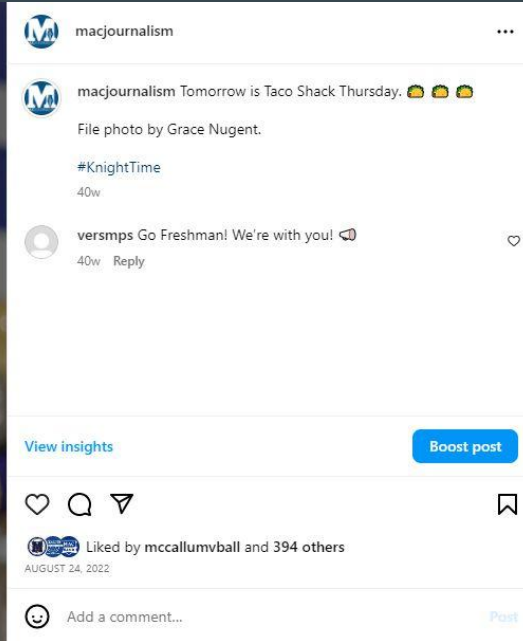 macjournalism
macjournalism Tomorrow is Taco Shack Thursday. 🌮 🌮 🌮
File photo by Grace Nugent.
#KnightTime
40w
versmps Go Freshman! We're with you! 📢
40w Reply
View insights
Boost post
Liked by mccallumvball and 394 others
AUGUST 24, 2022
Add a comment...
Post